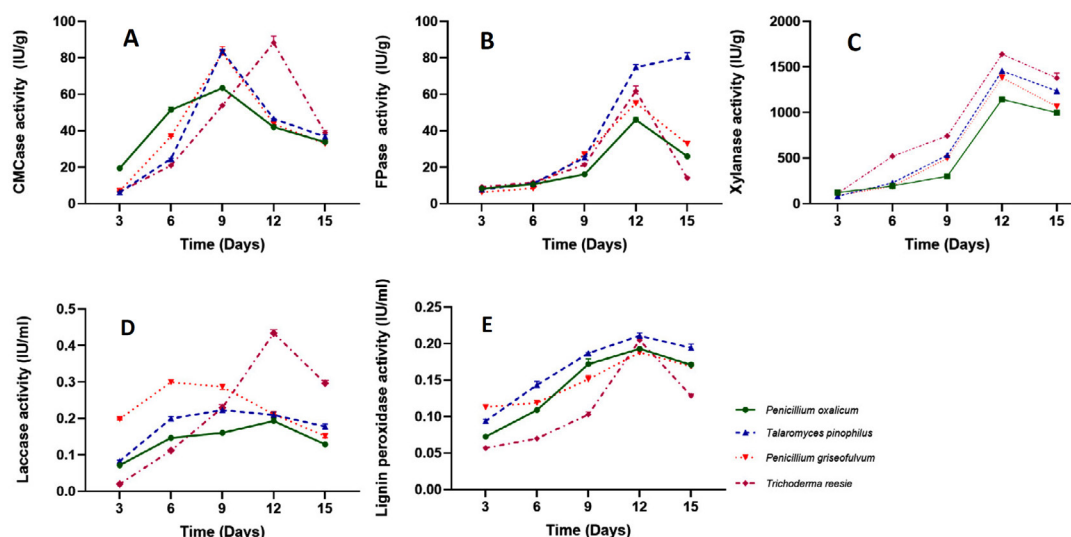 A
CMCase activity (IU/g)
100
80
60
40
20
0
3 6 9 12 15
Time (Days)
B
FPase activity (IU/g)
100
80
60
40
20
0
3 6 9 12 15
Time (Days)
C
Xylanase activity (IU/g)
2000
1500
1000
500
0
3 6 9 12 15
Time (Days)
D
Laccase activity (IU/ml)
0.5
0.4
0.3
0.2
0.1
0.0
3 6 9 12 15
Time (Days)
E
Lignin peroxidase activity (IU/ml)
0.25
0.20
0.15
0.10
0.05
0.00
3 6 9 12 15
Time (Days)
Penicillium oxalicum
Talaromyces pinophilus
Penicillium griseofulvum
Trichoderma reesie